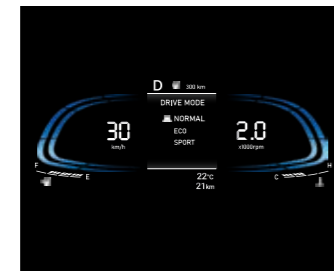 D 300 km
DRIVE MODE
NORMAL
ECO
SPORT
30
km/h
2.0
x1000rpm
F
E
22°C
21km
C
H